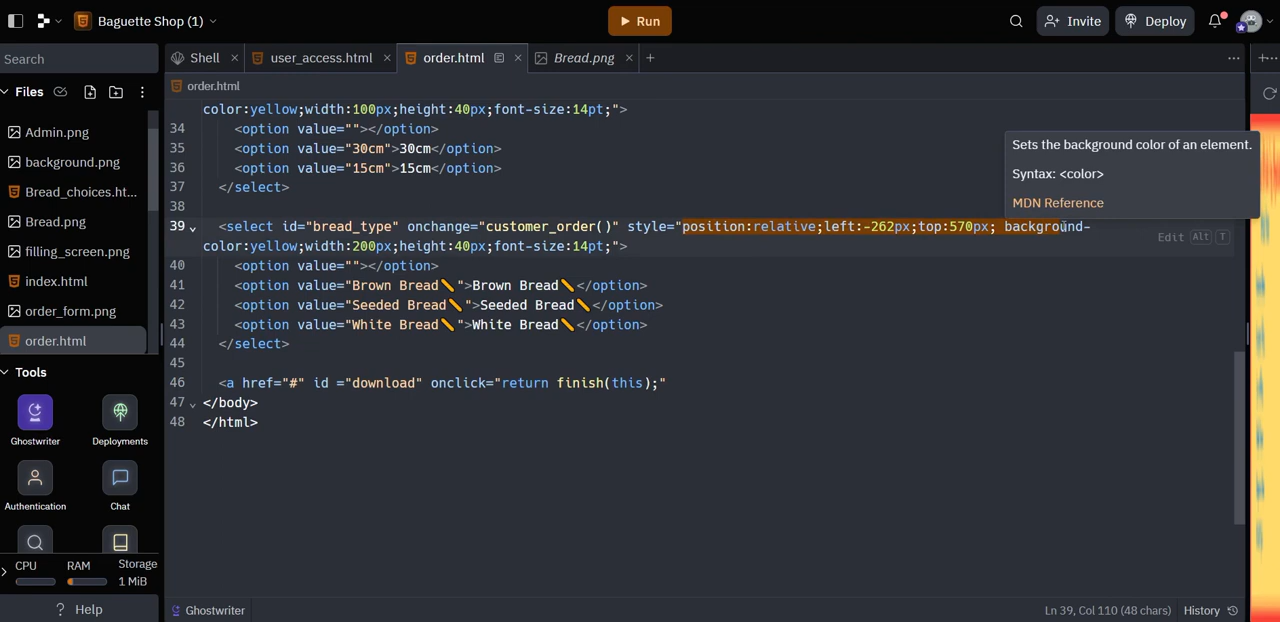 Baguette Shop (1)
Run
Invite
Deploy
Search
Shell
user_access.html
order.html
Bread.png
Files
order.html
Admin.png
background.png
Bread_choices.ht...
Bread.png
filling_screen.png
index.html
order_form.png
order.html
color:yellow;width:100px;height:40px;font-size:14pt;">
34 <option value=""></option>
35 <option value="30cm">30cm</option>
36 <option value="15cm">15cm</option>
37 </select>
38
39 <select id="bread_type" onchange="customer_order()" style="position:relative;left:-262px;top:570px; background-
color:yellow;width:200px;height:40px;font-size:14pt;">
40 <option value=""></option>
41 <option value="Brown Bread🥖">Brown Bread🥖</option>
42 <option value="Seeded Bread🥖">Seeded Bread🥖</option>
43 <option value="White Bread🥖">White Bread🥖</option>
44 </select>
45
46 <a href="#" id ="download" onclick="return finish(this);"
47 </body>
48 </html>
Sets the background color of an element.
Syntax: <color>
MDN Reference
Edit Alt T
Tools
Ghostwriter
Deployments
Authentication
Chat
CPU RAM Storage
1 MiB
? Help
Ghostwriter
Ln 39, Col 110 (48 chars)
History